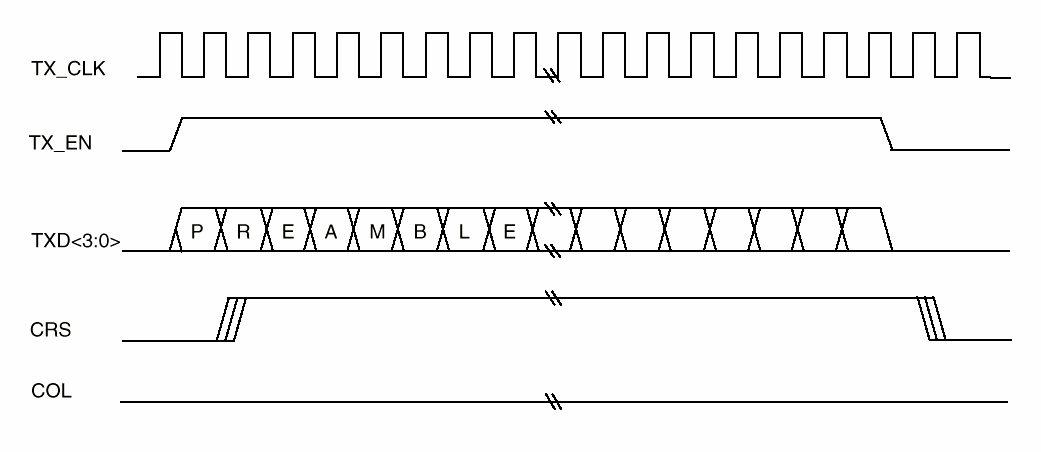 TX_CLK
TX_EN
TXD<3:0> P R E A M B L E
CRS
COL